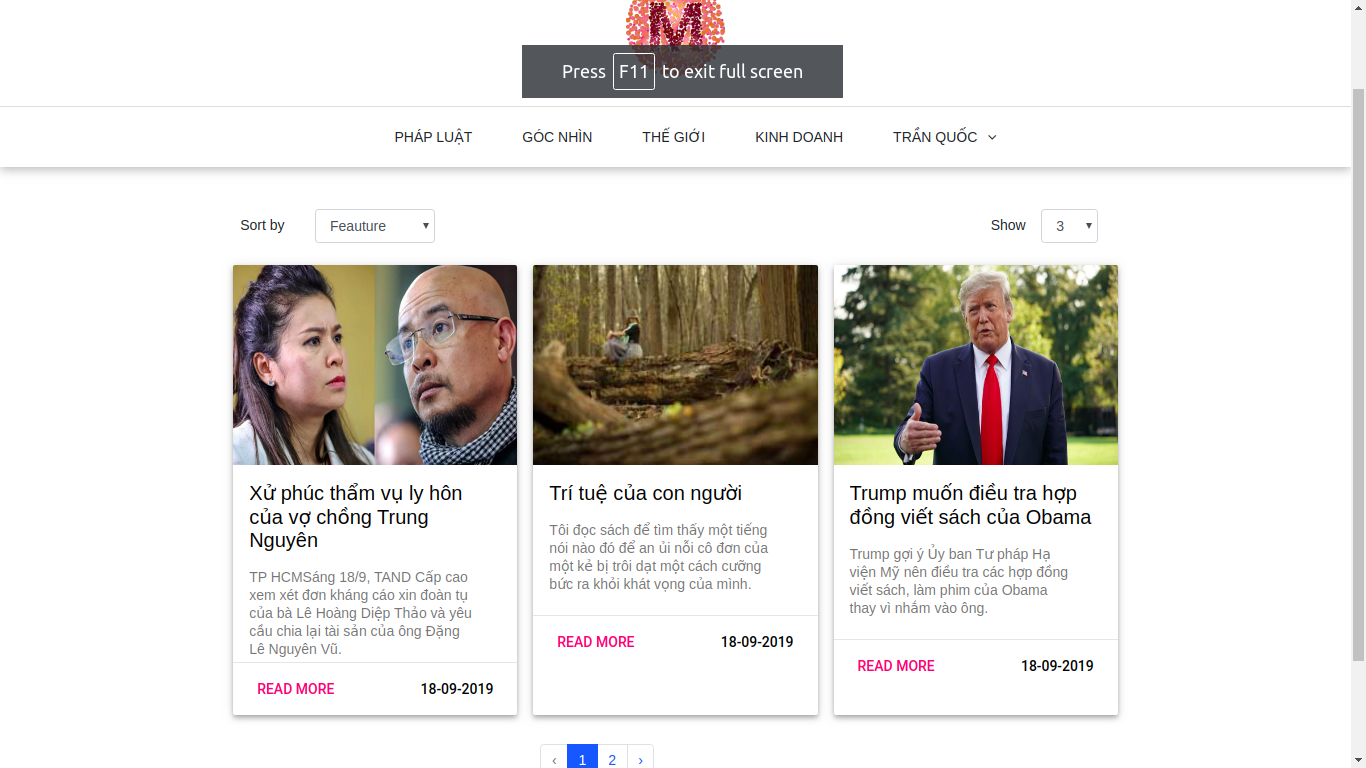 M
Press F11 to exit full screen
PHÁP LUẬT GÓC NHÌN THẾ GIỚI KINH DOANH TRẦN QUỐC
Sort by Feauture Show 3
Xử phúc thẩm vụ ly hôn
của vợ chồng Trung
Nguyên
TP HCMSáng 18/9, TAND Cấp cao
xem xét đơn kháng cáo xin đoàn tụ
của bà Lê Hoàng Diệp Thảo và yêu
cầu chia lại tài sản của ông Đặng
Lê Nguyên Vũ.
READ MORE 18-09-2019
Trí tuệ của con người
Tôi đọc sách để tìm thấy một tiếng
nói nào đó để an ủi nỗi cô đơn của
một kẻ bị trôi dạt một cách cưỡng
bức ra khỏi khát vọng của mình.
READ MORE 18-09-2019
Trump muốn điều tra hợp
đồng viết sách của Obama
Trump gợi ý Ủy ban Tư pháp Hạ
viện Mỹ nên điều tra các hợp đồng
viết sách, làm phim của Obama
thay vì nhắm vào ông.
READ MORE 18-09-2019
‹ 1 2 ›